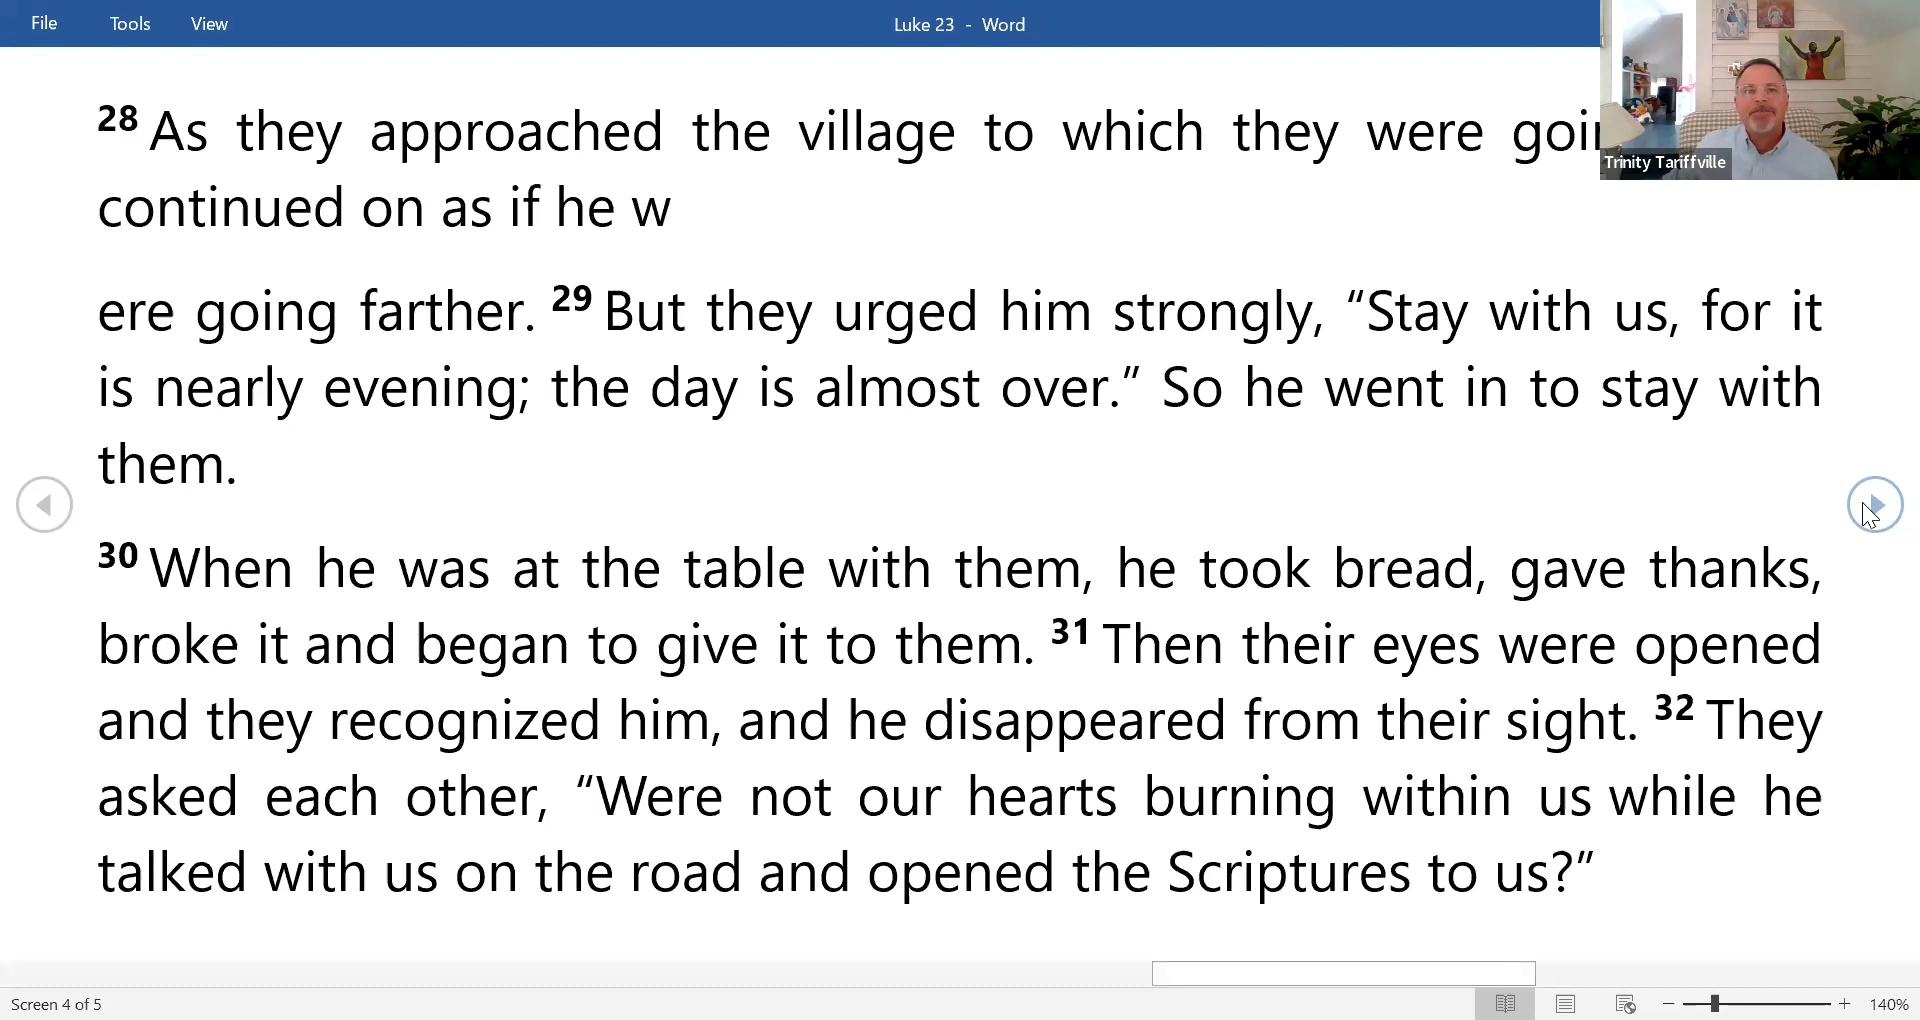 File Tools View Luke 23 - Word
Trinity Tariffville
28 As they approached the village to which they were goi
continued on as if he w
ere going farther. 29 But they urged him strongly, “Stay with us, for it
is nearly evening; the day is almost over.” So he went in to stay with
them.
30 When he was at the table with them, he took bread, gave thanks,
broke it and began to give it to them. 31 Then their eyes were opened
and they recognized him, and he disappeared from their sight. 32 They
asked each other, “Were not our hearts burning within us while he
talked with us on the road and opened the Scriptures to us?”
Screen 4 of 5 140%